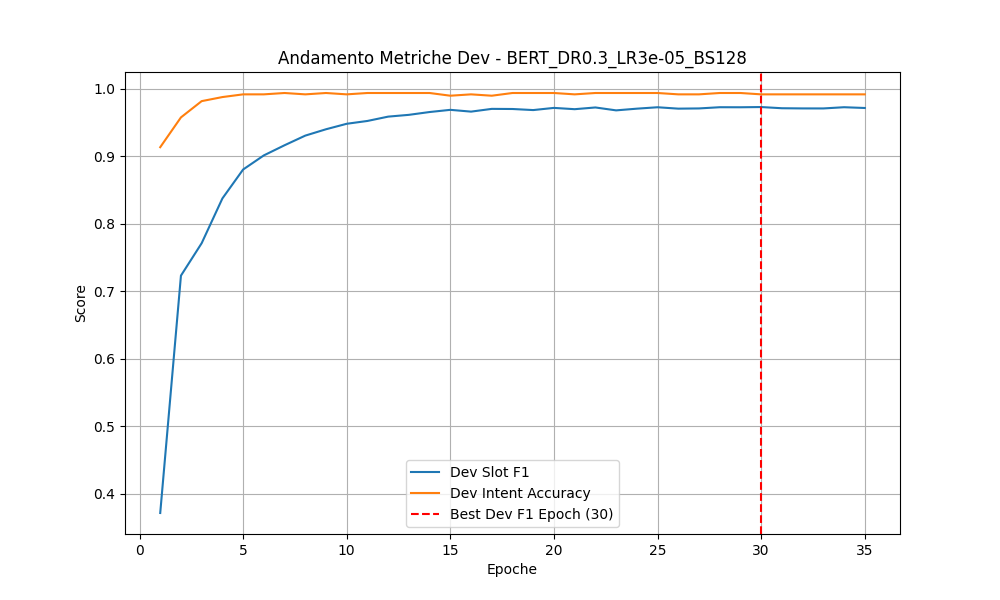 Andamento Metriche Dev - BERT_DR0.3_LR3e-05_BS128
1.0
0.9
0.8
0.7
0.6
0.5
0.4
Score
Dev Slot F1
Dev Intent Accuracy
Best Dev F1 Epoch (30)
0 5 10 15 20 25 30 35
Epoche